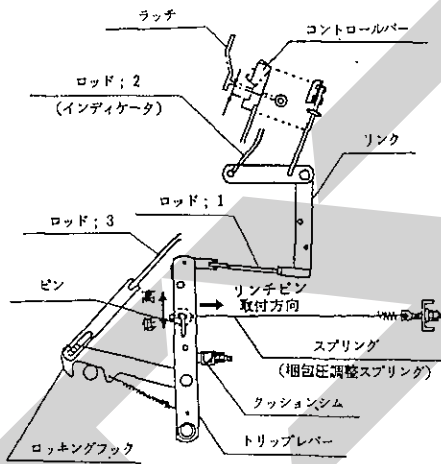 ラッチ
コントロールバー
ロッド；2
(インディケータ)
リンク
ロッド；1
ロッド；3
ピン
高
低
リンチピン
取付方向
スプリング
(梱包圧調整スプリング)
クッションシム
トリップレバー
ロッキングフック